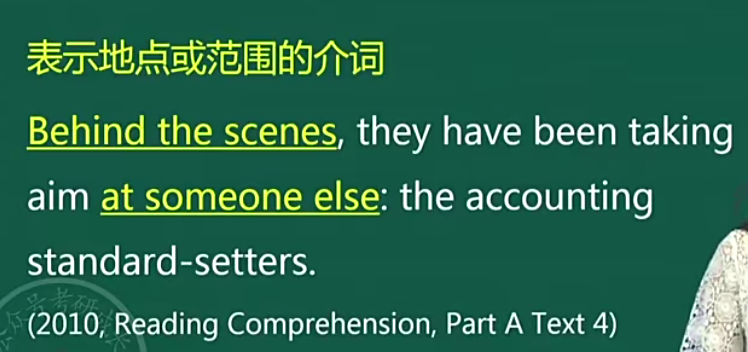 表示地点或范围的介词
Behind the scenes, they have been taking
aim at someone else: the accounting
standard-setters.
(2010, Reading Comprehension, Part A Text 4)